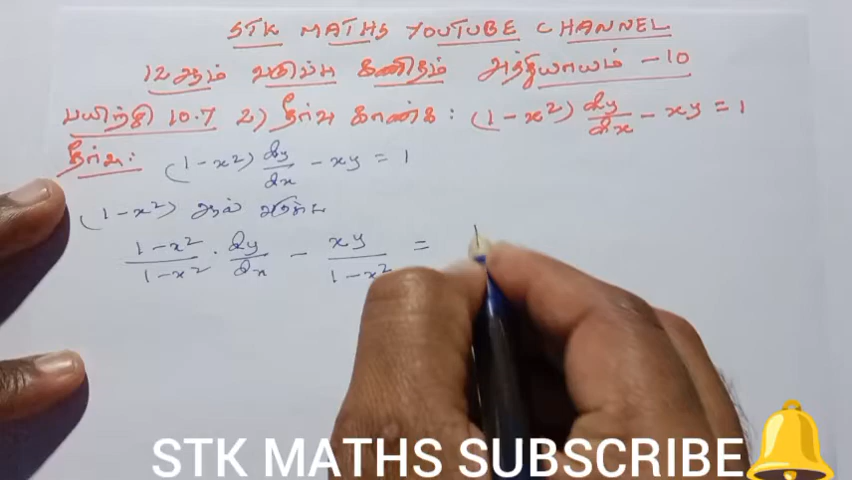 STK MATHS YOUTUBE CHANNEL
12ஆம் வகுப்பு கணிதம் அத்தியாயம் - 10
பயிற்சி 10.7 2) தீர்வு காண்க : (1-x²) dy/dx - xy = 1
தீர்வு: (1-x²) dy/dx - xy = 1
(1-x²) ஆல் வகுக்க
1-x²/1-x² · dy/dx - xy/1-x² = 1
STK MATHS SUBSCRIBE